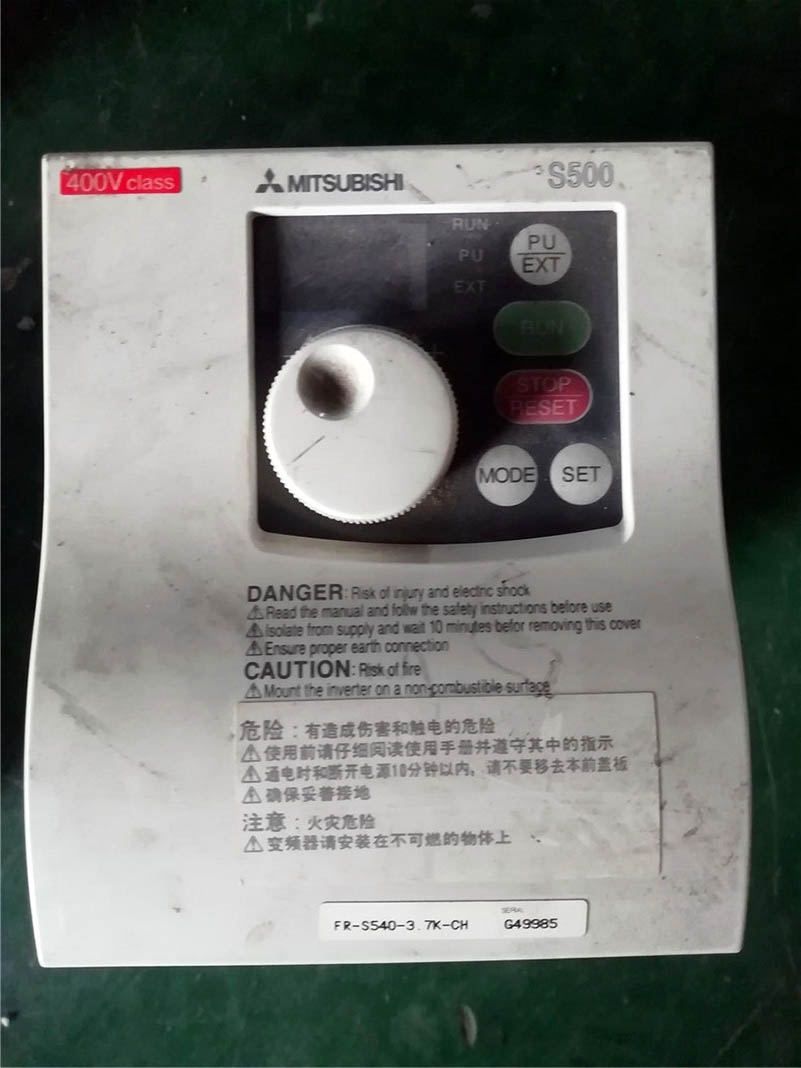 400V class
MITSUBISHI
S500
RUN
PU
EXT
PU
EXT
RUN
- +
STOP
RESET
MODE
SET
DANGER: Risk of injury and electric shock
⚠Read the manual and follw the safety instructions before use
⚠Isolate from supply and wait 10 minutes befor removing this cover
⚠Ensure proper earth connection
CAUTION: Risk of fire
⚠Mount the inverter on a non-combustible surface
危险：有造成伤害和触电的危险
⚠使用前请仔细阅读使用手册并遵守其中的指示
⚠通电时和断开电源10分钟以内，请不要移去本前盖板
⚠确保妥善接地
注意：火灾危险
⚠变频器请安装在不可燃的物体上
SERIAL
FR-S540-3.7K-CH G49985